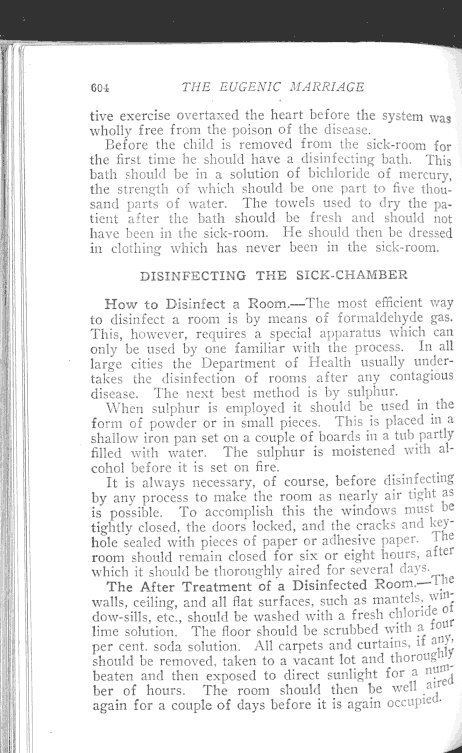 604 THE EUGENIC MARRIAGE
tive exercise overtaxed the heart before the system was
wholly free from the poison of the disease.
Before the child is removed from the sick-room for
the first time he should have a disinfecting bath. This
bath should be in a solution of bichloride of mercury,
the strength of which should be one part to five thou-
sand parts of water. The towels used to dry the pa-
tient after the bath should be fresh and should not
have been in the sick-room. He should then be dressed
in clothing which has never been in the sick-room.
DISINFECTING THE SICK-CHAMBER
How to Disinfect a Room.—The most efficient way
to disinfect a room is by means of formaldehyde gas.
This, however, requires a special apparatus which can
only be used by one familiar with the process. In all
large cities the Department of Health usually under-
takes the disinfection of rooms after any contagious
disease. The next best method is by sulphur.
When sulphur is employed it should be used in the
form of powder or in small pieces. This is placed in a
shallow iron pan set on a couple of boards in a tub partly
filled with water. The sulphur is moistened with al-
cohol before it is set on fire.
It is always necessary, of course, before disinfecting
by any process to make the room as nearly air tight as
is possible. To accomplish this the windows must be
tightly closed, the doors locked, and the cracks and key-
hole sealed with pieces of paper or adhesive paper. The
room should remain closed for six or eight hours, after
which it should be thoroughly aired for several days.
The After Treatment of a Disinfected Room.—The
walls, ceiling, and all flat surfaces, such as mantels, win-
dow-sills, etc., should be washed with a fresh chloride of
lime solution. The floor should be scrubbed with a four
per cent. soda solution. All carpets and curtains, if any,
should be removed, taken to a vacant lot and thoroughly
beaten and then exposed to direct sunlight for a num-
ber of hours. The room should then be well aired
again for a couple of days before it is again occupied.